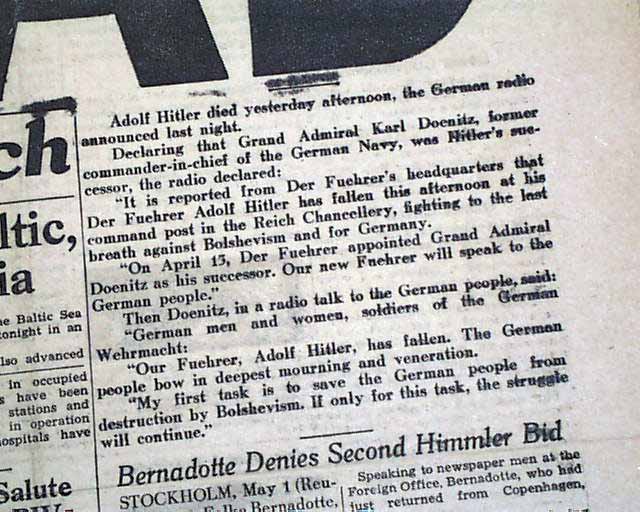 AD
Adolf Hitler died yesterday afternoon, the German radio
announced last night.
Declaring that Grand Admiral Karl Doenitz, former
commander-in-chief of the German Navy, was Hitler's suc-
cessor, the radio declared:
"It is reported from Der Fuehrer's headquarters that
Der Fuehrer Adolf Hitler has fallen this afternoon at his
command post in the Reich Chancellery, fighting to the last
breath against Bolshevism and for Germany.
"On April 13, Der Fuehrer appointed Grand Admiral
Doenitz as his successor. Our new Fnehrer will speak to the
German people."
Then Doenitz, in a radio talk to the German people, said:
"German men and women, soldiers of the German
Wehrmacht:
"Our Fuehrer, Adolf Hitler, has fallen. The German
people bow in deepest mourning and veneration.
"My first task is to save the German people from
destruction by Bolshevism. If only for this task, the struggle
will continue."
Bernadotte Denies Second Himmler Bid
STOCKHOLM, May 1 (Reu-
Bernadotte,
Speaking to newspaper men at the
Foreign Office, Bernadotte, who had
just returned from Copenhagen,
ch
ltic,
ia
e Baltic Sea
tonight in an
lso advanced
in occupied
s have been
stations and
in operation
ospitals have
Salute